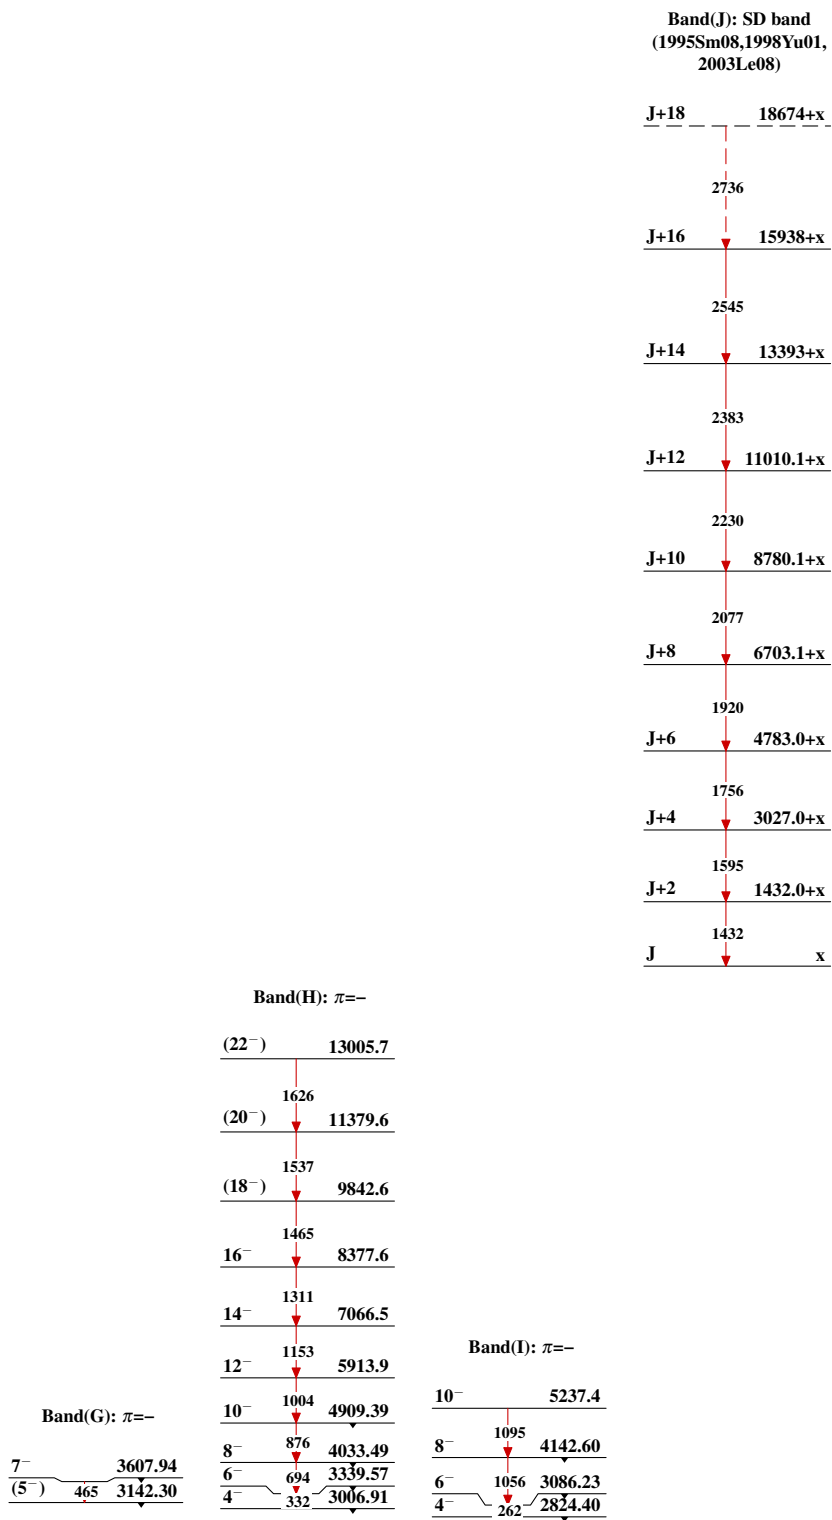 Band(J): SD band
(1995Sm08,1998Yu01,
2003Le08)
J+18 18674+x
2736
J+16 15938+x
2545
J+14 13393+x
2383
J+12 11010.1+x
2230
J+10 8780.1+x
2077
J+8 6703.1+x
1920
J+6 4783.0+x
1756
J+4 3027.0+x
1595
J+2 1432.0+x
1432
J x
Band(H): π=−
(22⁻) 13005.7
1626
(20⁻) 11379.6
1537
(18⁻) 9842.6
1465
16⁻ 8377.6
1311
14⁻ 7066.5
1153
12⁻ 5913.9
1004
10⁻ 4909.39
876
8⁻ 4033.49
694
6⁻ 3339.57
332
4⁻ 3006.91
Band(I): π=−
10⁻ 5237.4
1095
8⁻ 4142.60
1056
6⁻ 3086.23
262
4⁻ 2824.40
Band(G): π=−
7⁻ 3607.94
465
(5⁻) 3142.30